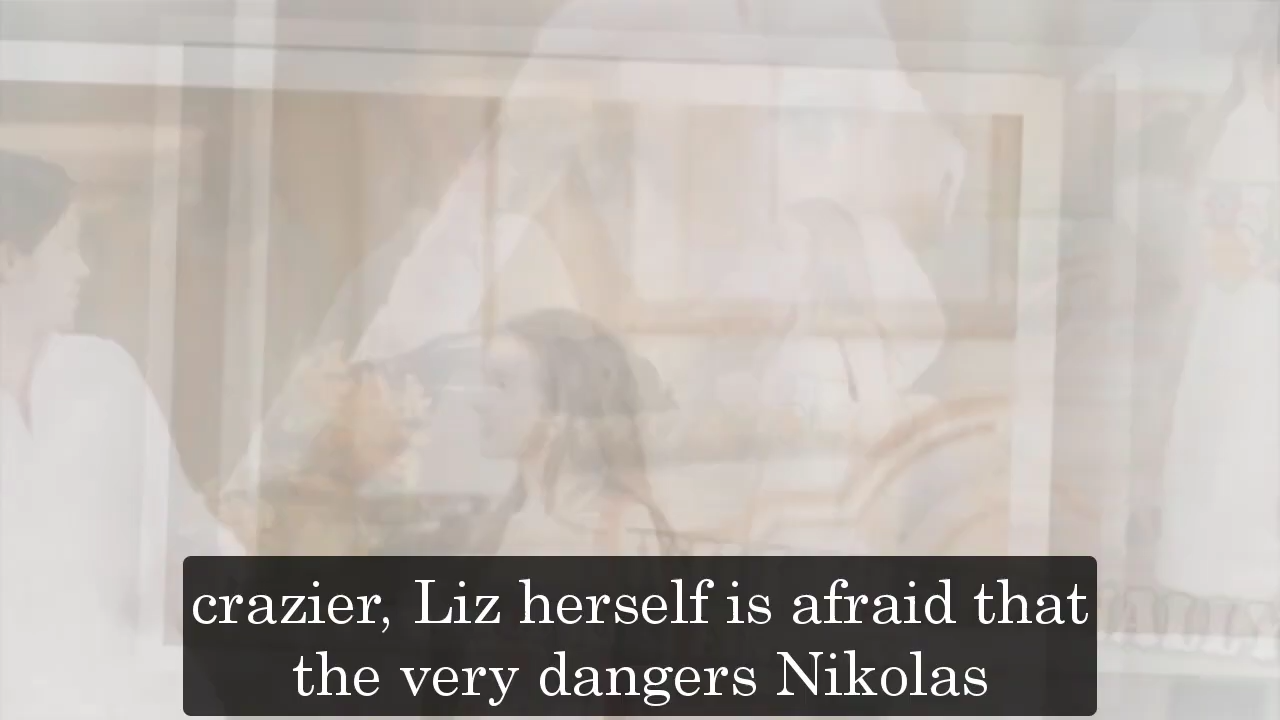 crazier, Liz herself is afraid that
the very dangers Nikolas